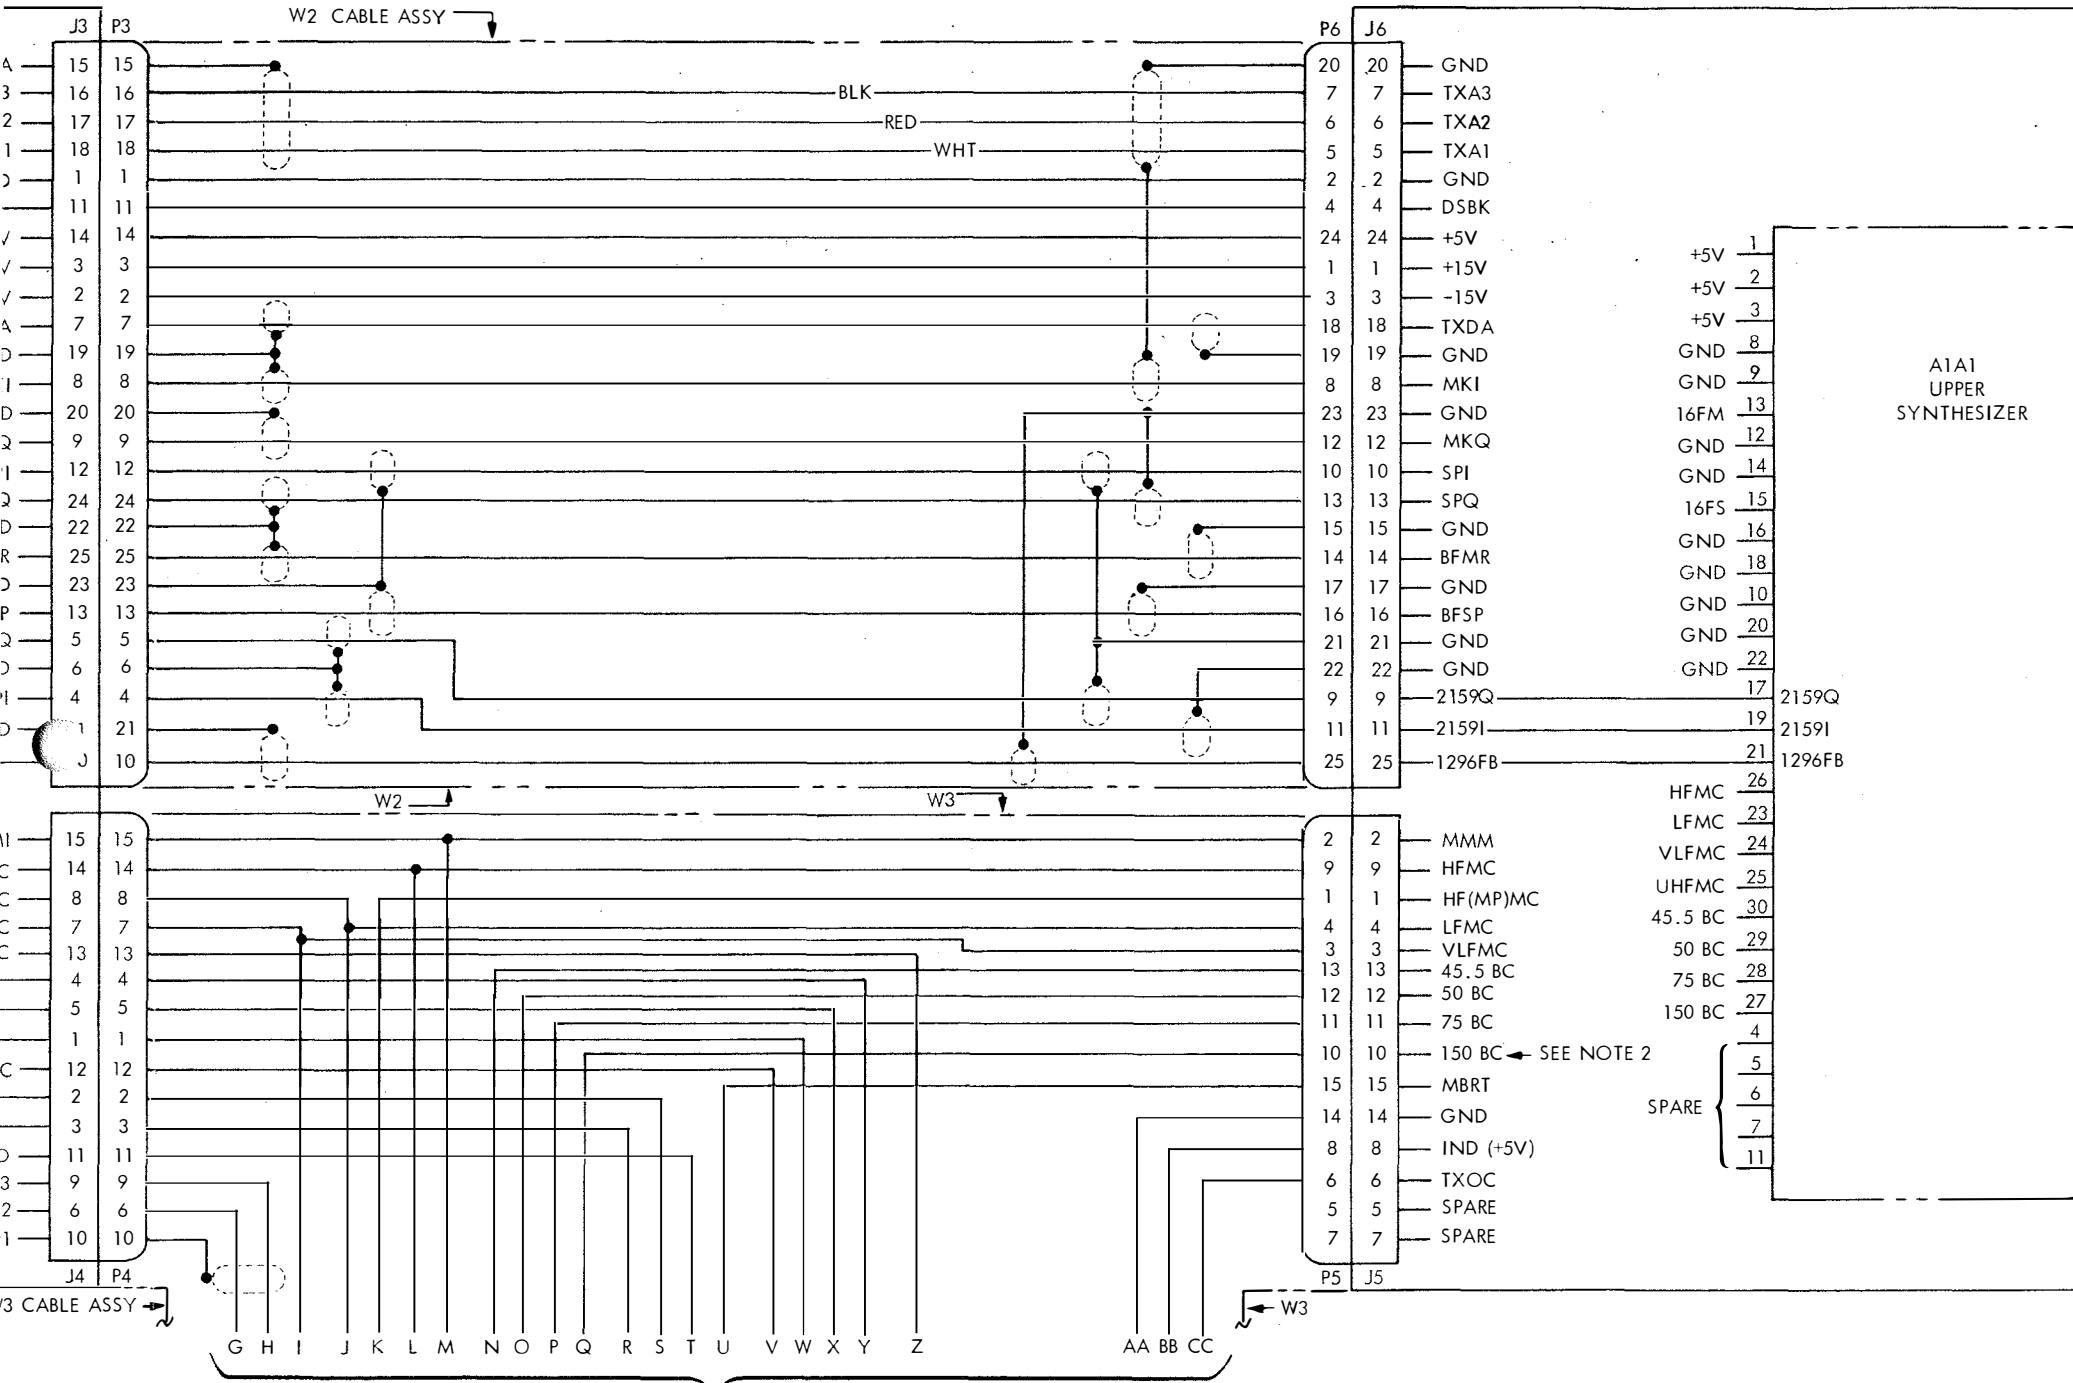 W2 CABLE ASSY
J3 P3
P6 J6
A 15 15 20 20 GND
3 16 16 BLK 7 7 TXA3
2 17 17 RED 6 6 TXA2
1 18 18 WHT 5 5 TXA1
1 1 2 2 GND
11 11 4 4 DSBK
14 14 24 24 +5V
3 3 1 1 +15V
2 2 3 3 -15V
A 7 7 18 18 TXDA
19 19 19 19 GND
I 8 8 8 8 MKI
D 20 20 23 23 GND
Q 9 9 12 12 MKQ
I 12 12 10 10 SPI
Q 24 24 13 13 SPQ
D 22 22 15 15 GND
R 25 25 14 14 BFMR
23 23 17 17 GND
P 13 13 16 16 BFSP
Q 5 5 21 21 GND
6 6 22 22 GND
I 4 4 9 9 2159Q
1 21 11 11 2159I
10 25 25 1296FB
W2
W3
15 15 2 2 MMM
C 14 14 9 9 HFMC
C 8 8 1 1 HF(MP)MC
C 7 7 4 4 LFMC
C 13 13 3 3 VLFMC
4 4 13 13 45.5 BC
5 5 12 12 50 BC
1 1 11 11 75 BC
C 12 12 10 10 150 BC SEE NOTE 2
2 2 15 15 MBRT
3 3 14 14 GND
11 11 8 8 IND (+5V)
3 9 9 6 6 TXOC
2 6 6 5 5 SPARE
1 10 10 7 7 SPARE
J4 P4
P5 J5
W3 CABLE ASSY
W3
G H I J K L M N O P Q R S T U V W X Y Z AA BB CC
+5V 1
+5V 2
+5V 3
GND 8
GND 9
16FM 13
GND 12
GND 14
16FS 15
GND 16
GND 18
GND 10
GND 20
GND 22
17 2159Q
19 2159I
21 1296FB
HFMC 26
LFMC 23
VLFMC 24
UHFMC 25
45.5 BC 30
50 BC 29
75 BC 28
150 BC 27
4
5
6
SPARE
7
11
A1A1
UPPER
SYNTHESIZER